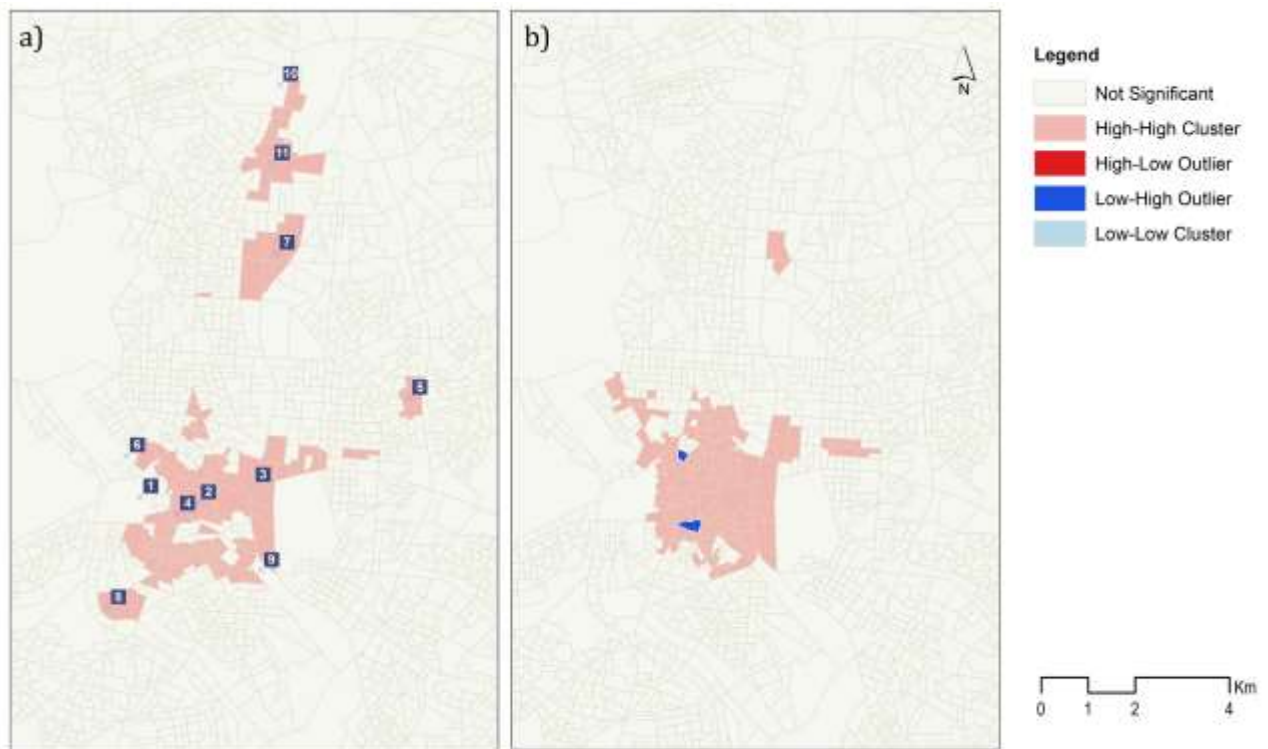 a)
10
11
7
5
6
1
2
3
4
9
8
b)
N
Legend
Not Significant
High-High Cluster
High-Low Outlier
Low-High Outlier
Low-Low Cluster
Km
0 1 2 4